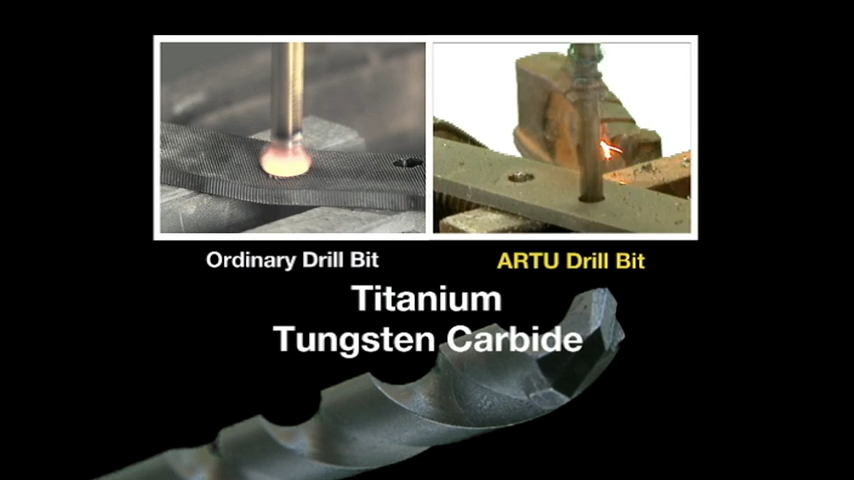 Ordinary Drill Bit
ARTU Drill Bit
Titanium
Tungsten Carbide